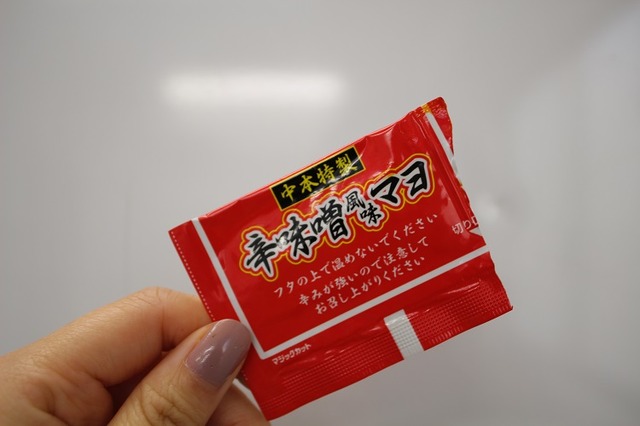 中本特製
辛味噌風味マヨ
フタの上で温めないでください
辛みが強いので注意して
お召し上がりください
切り口
マジックカット